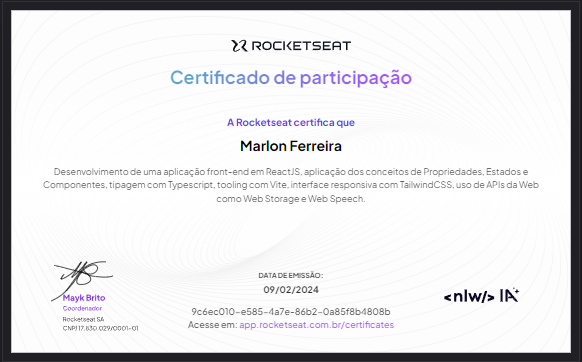 ROCKETSEAT
Certificado de participação
A Rocketseat certifica que
Marlon Ferreira
Desenvolvimento de uma aplicação front-end em ReactJS, aplicação dos conceitos de Propriedades, Estados e
Componentes, tipagem com Typescript, tooling com Vite, interface responsiva com TailwindCSS, uso de APIs da Web
como Web Storage e Web Speech.
Mayk Brito
Coordenador
Rocketseat SA
CNPJ 17.830.029/0001-01
DATA DE EMISSÃO:
09/02/2024
9c6ec010-e585-4a7e-86b2-0a85f8b4808b
Acesse em: app.rocketseat.com.br/certificates
<nlw/> IA